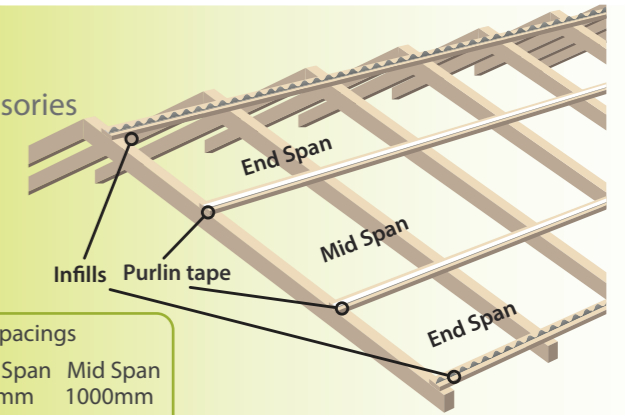 sories
End Span
Mid Span
Infills Purlin tape
End Span
pacings
Span Mid Span
mm 1000mm